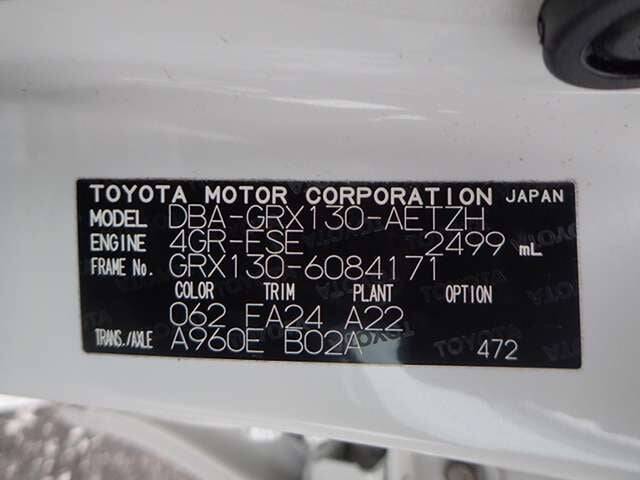 TOYOTA MOTOR CORPORATION JAPAN
MODEL DBA-GRX130-AETZH
ENGINE 4GR-FSE 2499 mL
FRAME No. GRX130-6084171
COLOR TRIM PLANT OPTION
062 FA24 A22
TRANS./AXLE A960E B02A 472